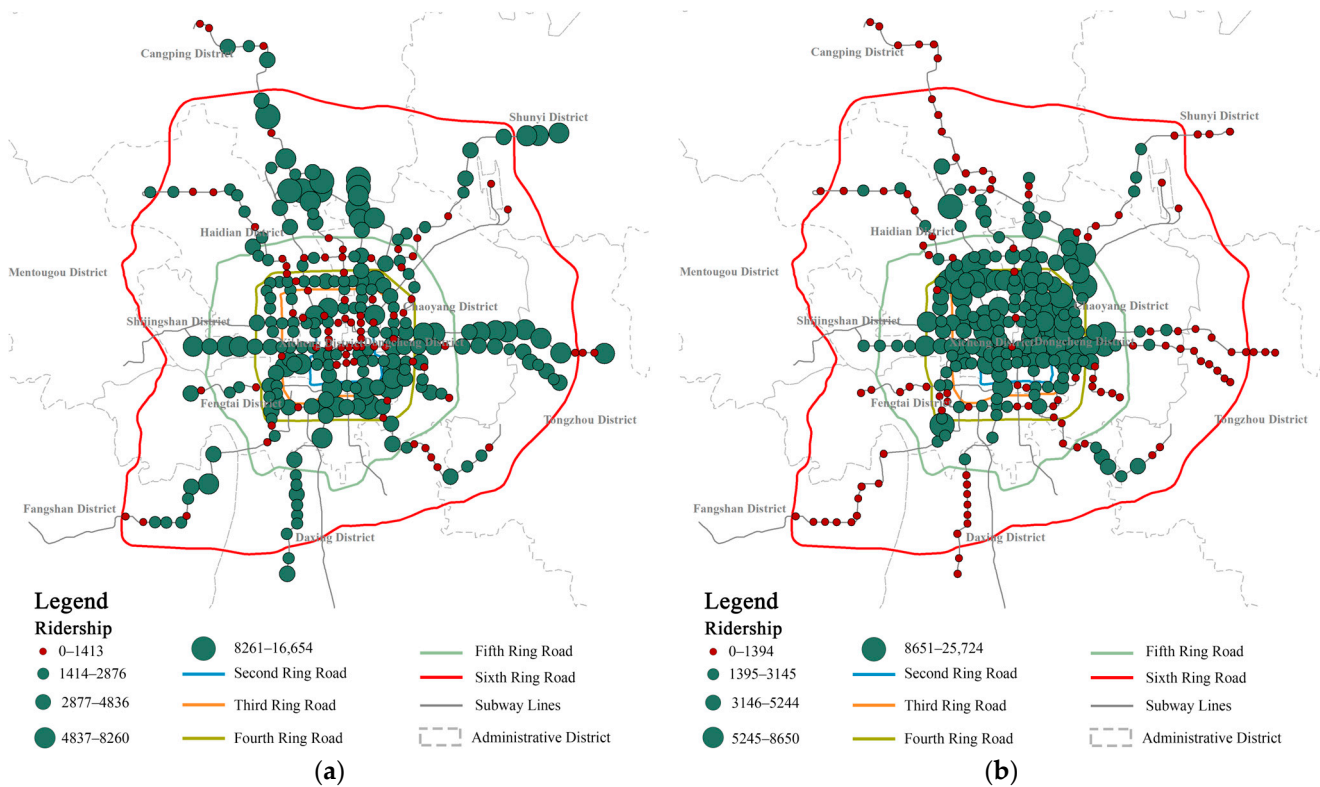 Cangping District
Shunyi District
Haidian District
Mentougou District
Chaoyang District
Shijingshan District
Xicheng District
Dongcheng District
Fengtai District
Tongzhou District
Fangshan District
Daxing District
Legend
Ridership
0–1413
1414–2876
2877–4836
4837–8260
8261–16,654
Second Ring Road
Third Ring Road
Fourth Ring Road
Fifth Ring Road
Sixth Ring Road
Subway Lines
Administrative District
(a)
Cangping District
Shunyi District
Haidian District
Mentougou District
Chaoyang District
Shijingshan District
Xicheng District
Dongcheng District
Fengtai District
Tongzhou District
Fangshan District
Daxing District
Legend
Ridership
0–1394
1395–3145
3146–5244
5245–8650
8651–25,724
Second Ring Road
Third Ring Road
Fourth Ring Road
Fifth Ring Road
Sixth Ring Road
Subway Lines
Administrative District
(b)